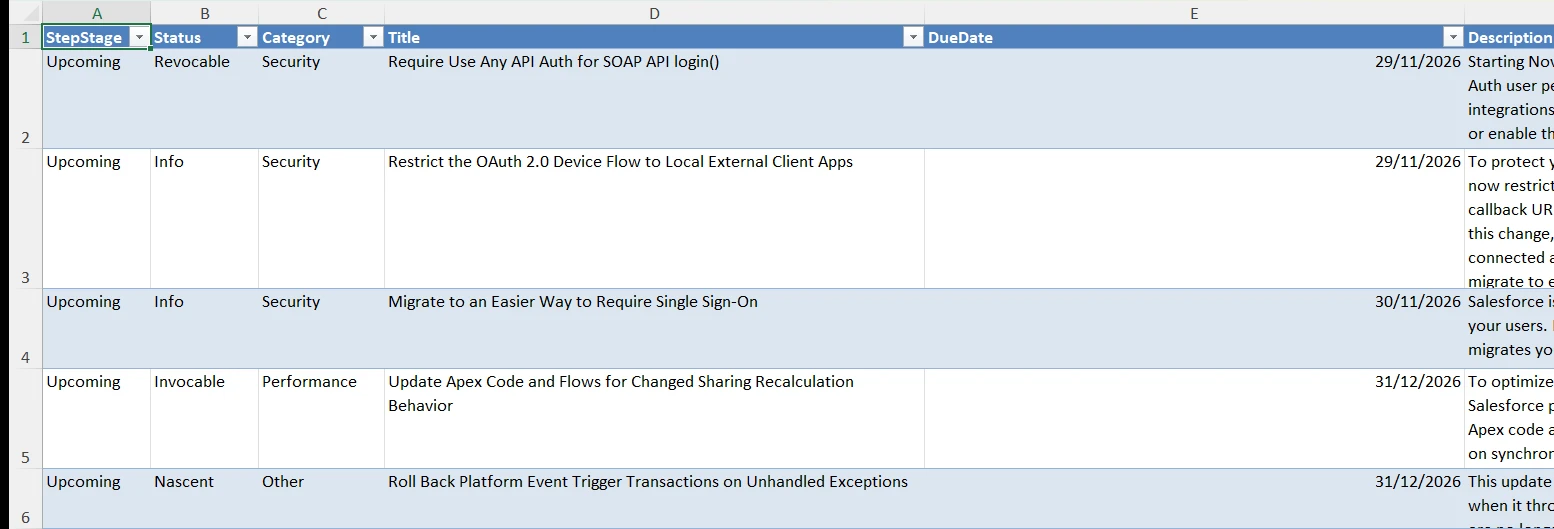 A B C D E
1 StepStage Status Category Title DueDate Description
Upcoming Revocable Security Require Use Any API Auth for SOAP API login() 29/11/2026 Starting Nov
Auth user pe
integrations
2 or enable th
Upcoming Info Security Restrict the OAuth 2.0 Device Flow to Local External Client Apps 29/11/2026 To protect y
now restrict
callback UR
this change,
connected a
3 migrate to e
Upcoming Info Security Migrate to an Easier Way to Require Single Sign-On 30/11/2026 Salesforce is
your users.
4 migrates yo
Upcoming Invocable Performance Update Apex Code and Flows for Changed Sharing Recalculation 31/12/2026 To optimize
Behavior Salesforce p
Apex code a
5 on synchron
Upcoming Nascent Other Roll Back Platform Event Trigger Transactions on Unhandled Exceptions 31/12/2026 This update
6 when it thro